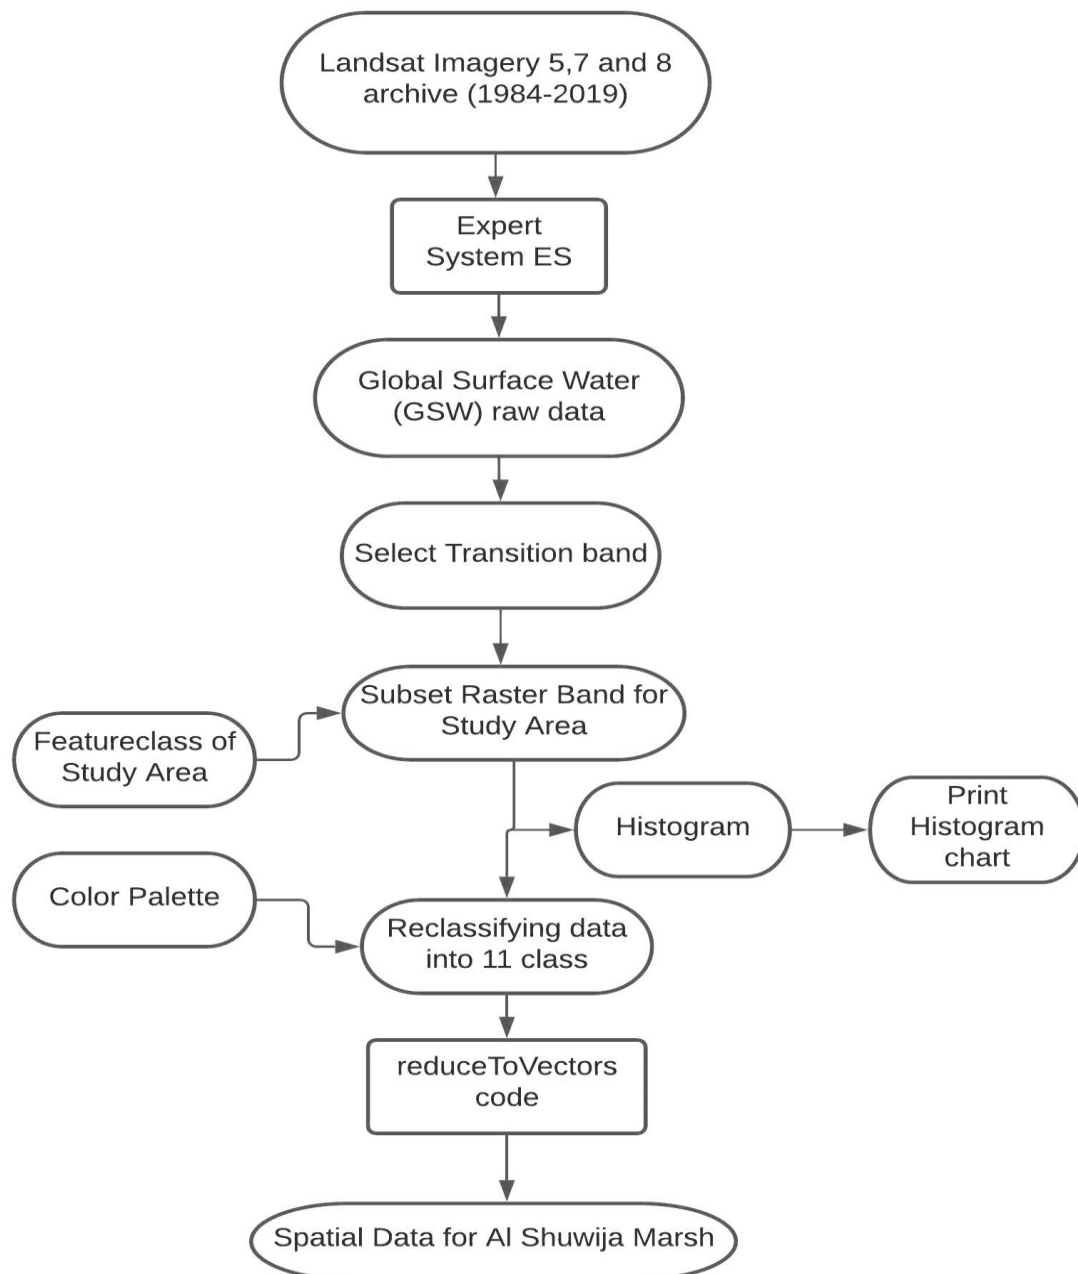 Landsat Imagery 5,7 and 8
archive (1984-2019)
Expert
System ES
Global Surface Water
(GSW) raw data
Select Transition band
Subset Raster Band for
Study Area
Featureclass of
Study Area
Histogram
Print
Histogram
chart
Color Palette
Reclassifying data
into 11 class
reduceToVectors
code
Spatial Data for Al Shuwija Marsh